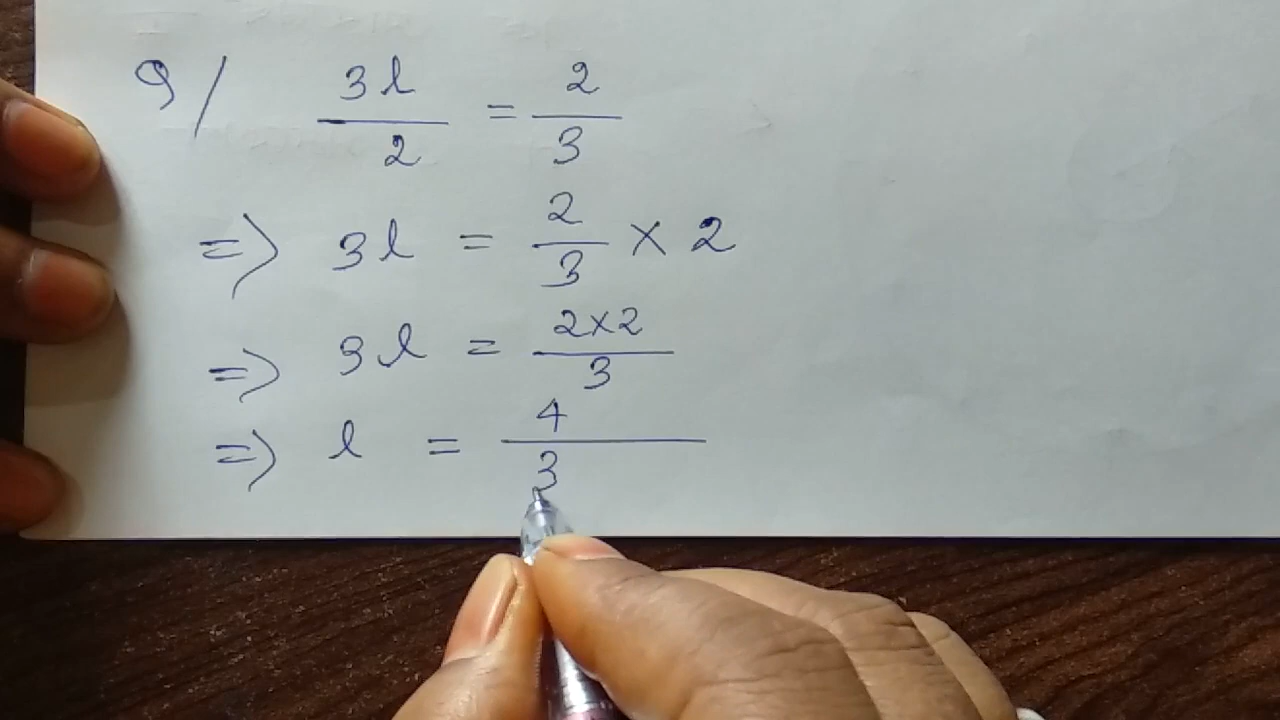 9/ 3l/2 = 2/3
=> 3l = 2/3 × 2
=> 3l = 2×2/3
=> l = 4/3